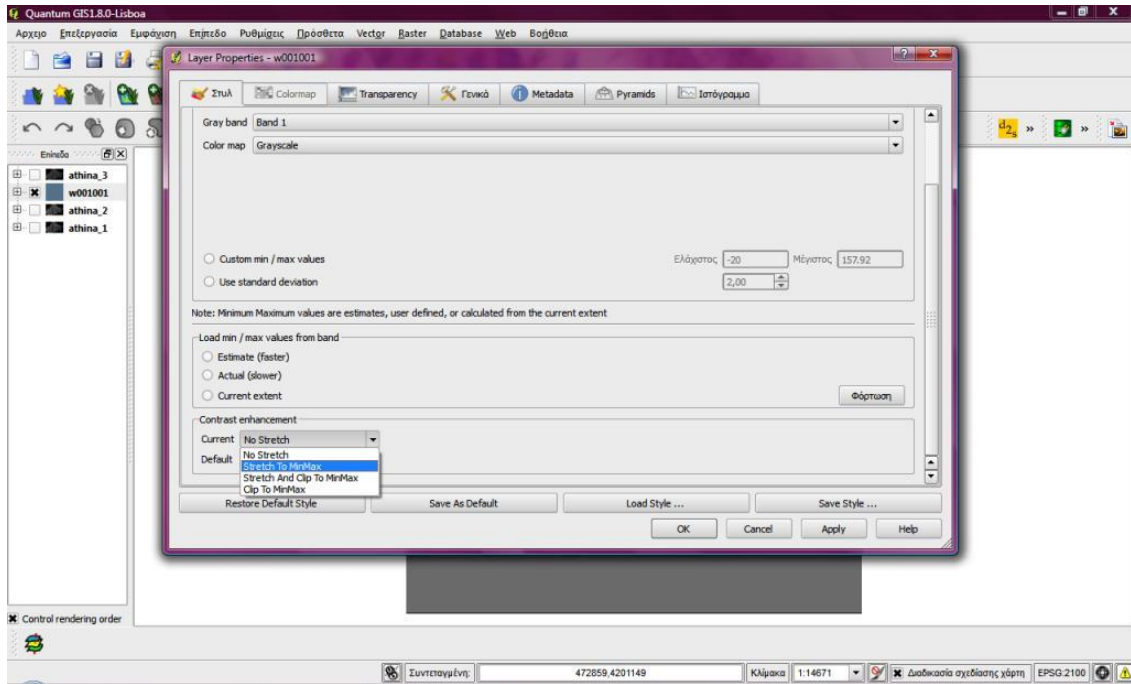 Quantum GIS1.8.0-Lisboa
Αρχειο Επεξεργασία Εμφάνιση Επίπεδο Ρυθμίσεις Πρόσθετα Vector Raster Database Web Βοήθεια
Layer Properties - w001001
Στυλ Colormap Transparency Γενικά Metadata Pyramids Ιστόγραμμα
Gray band Band 1
Color map Grayscale
Επίπεδα
athina_3
w001001
athina_2
athina_1
Custom min / max values Ελάχιστος -20 Μέγιστος 157.92
Use standard deviation 2,00
Note: Minimum Maximum values are estimates, user defined, or calculated from the current extent
Load min / max values from band
Estimate (faster)
Actual (slower)
Current extent Φόρτωση
Contrast enhancement
Current No Stretch
Default No Stretch
Stretch To MinMax
Stretch And Clip To MinMax
Clip To MinMax
Restore Default Style Save As Default Load Style ... Save Style ...
OK Cancel Apply Help
Control rendering order
Συντεταγμένη: 472859,4201149 Κλίμακα 1:14671 Διαδικασία σχεδίασης χάρτη EPSG:2100